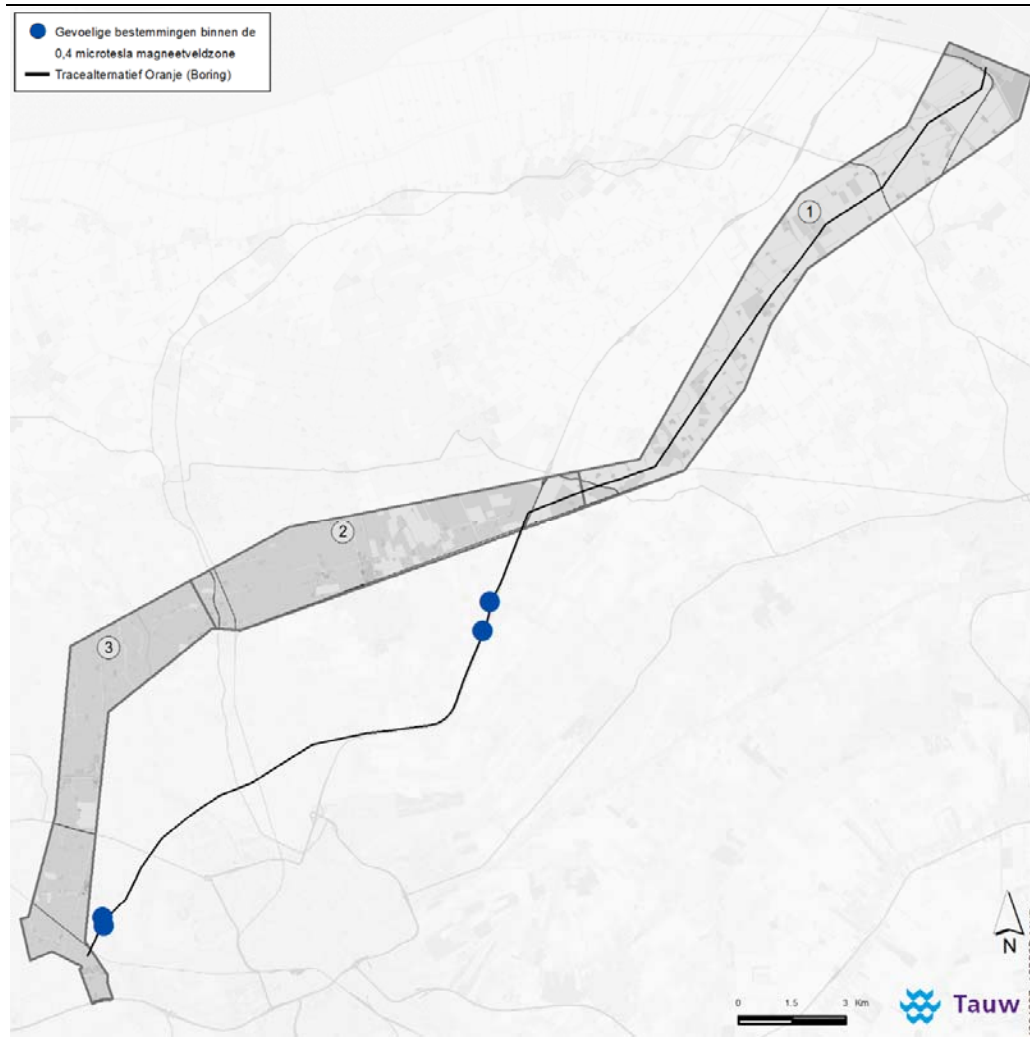 Gevoelige bestemmingen binnen de
0,4 microtesla magneetveldzone
Tracealternatief Oranje (Boring)
1
2
3
N
0 1.5 3 Km
Tauw